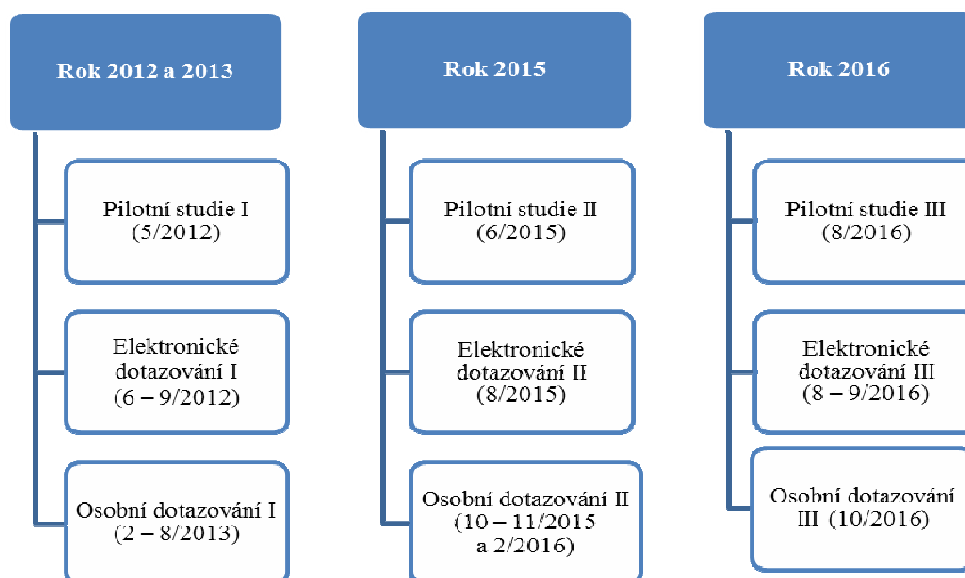 Rok 2012 a 2013
Pilotní studie I
(5/2012)
Elektronické
dotazování I
(6 – 9/2012)
Osobní dotazování I
(2 – 8/2013)
Rok 2015
Pilotní studie II
(6/2015)
Elektronické
dotazování II
(8/2015)
Osobní dotazování II
(10 – 11/2015
a 2/2016)
Rok 2016
Pilotní studie III
(8/2016)
Elektronické
dotazování III
(8 – 9/2016)
Osobní dotazování
III (10/2016)